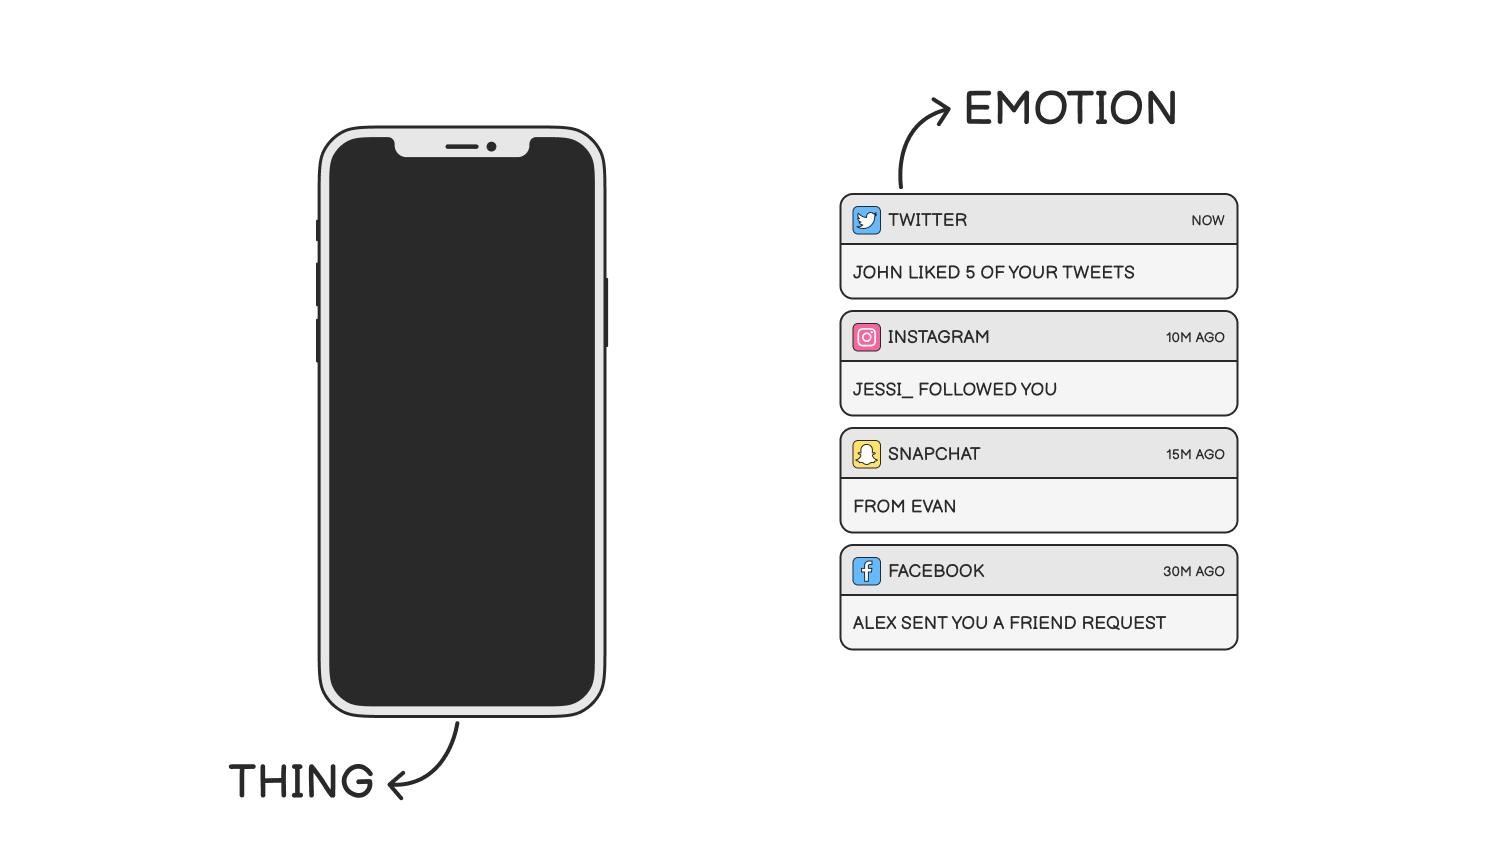 EMOTION
TWITTER NOW
JOHN LIKED 5 OF YOUR TWEETS
INSTAGRAM 10M AGO
JESSI_ FOLLOWED YOU
SNAPCHAT 15M AGO
FROM EVAN
FACEBOOK 30M AGO
ALEX SENT YOU A FRIEND REQUEST
THING